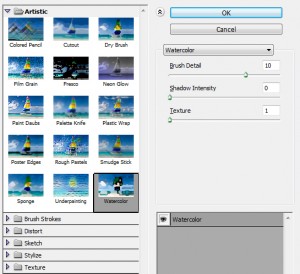 Artistic
Colored Pencil
Cutout
Dry Brush
Film Grain
Fresco
Neon Glow
Paint Daubs
Palette Knife
Plastic Wrap
Poster Edges
Rough Pastels
Smudge Stick
Sponge
Underpainting
Watercolor
Brush Strokes
Distort
Sketch
Stylize
Texture
OK
Cancel
Watercolor
Brush Detail 10
Shadow Intensity 0
Texture 1
Watercolor